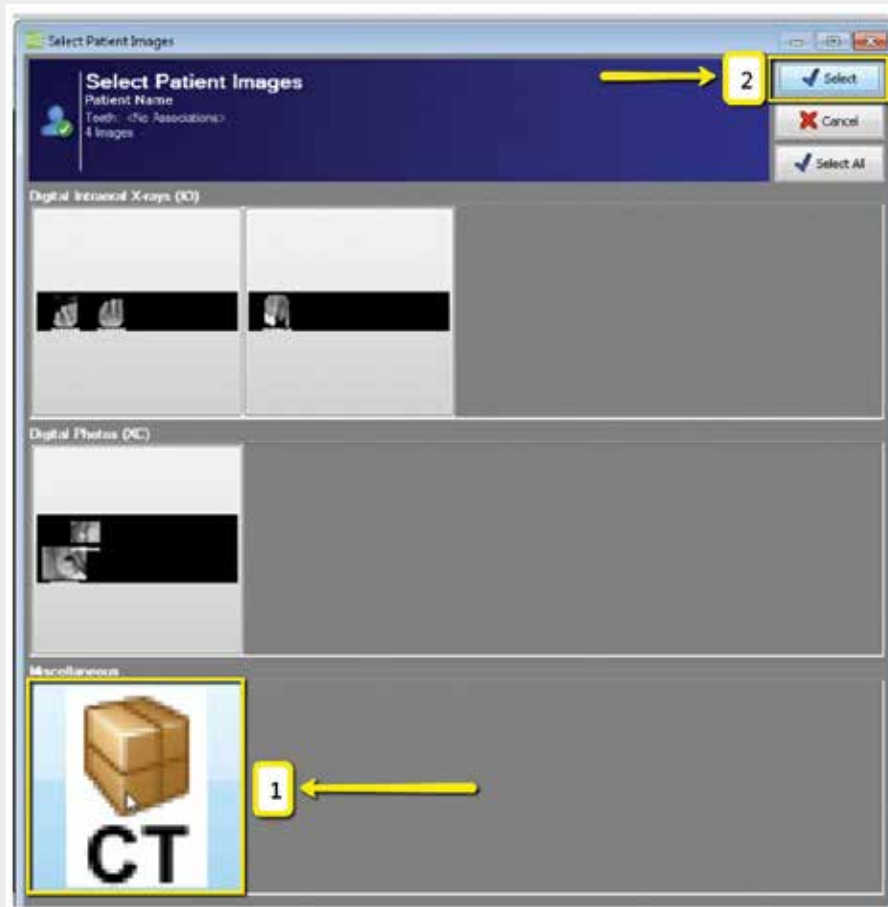 Select Patient Images
Select Patient Images
Patient Name
Teeth: <No Associations>
4 Images
2
Select
Cancel
Select All
Digital Intraoral X-rays (IO)
Digital Photos (XC)
Miscellaneous
1
CT